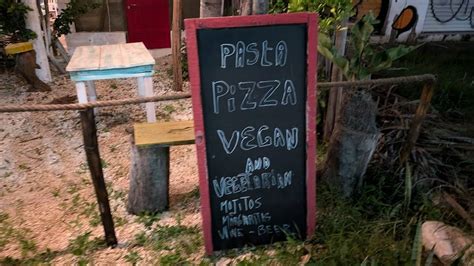 PASTA
PIZZA
VEGAN
AND
VEGETARIAN
MOJITOS
MARGARITAS
WINE - BEER